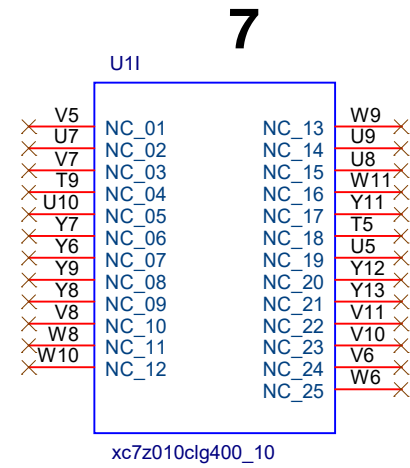 7
U1I
V5 NC_01 NC_13 W9
U7 NC_02 NC_14 U9
V7 NC_03 NC_15 U8
T9 NC_04 NC_16 W11
U10 NC_05 NC_17 Y11
Y7 NC_06 NC_18 T5
Y6 NC_07 NC_19 U5
Y9 NC_08 NC_20 Y12
Y8 NC_09 NC_21 Y13
V8 NC_10 NC_22 V11
W8 NC_11 NC_23 V10
W10 NC_12 NC_24 V6
NC_25 W6
xc7z010clg400_10